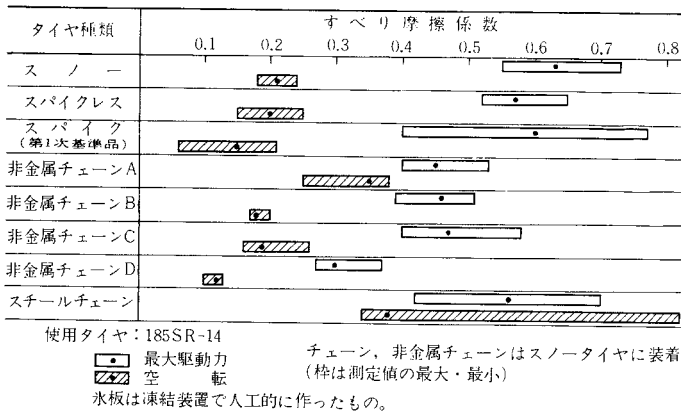 タイヤ種類
すべり摩擦係数
0.1 0.2 0.3 0.4 0.5 0.6 0.7 0.8
スノー
スパイクレス
スパイク
(第1次基準品)
非金属チェーンA
非金属チェーンB
非金属チェーンC
非金属チェーンD
スチールチェーン
使用タイヤ:185SR-14
最大駆動力
空転
チェーン,非金属チェーンはスノータイヤに装着
(枠は測定値の最大・最小)
氷板は凍結装置で人工的に作ったもの。